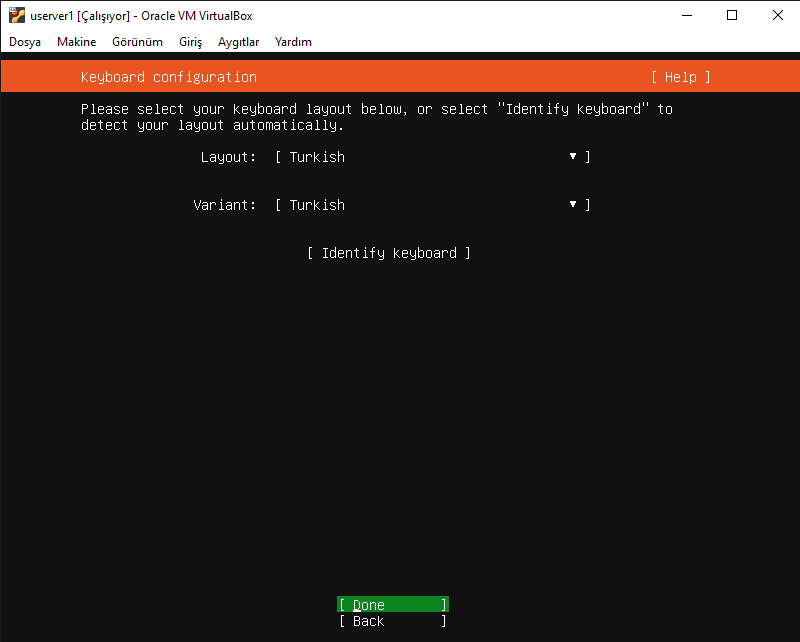 userver1 [Çalışıyor] - Oracle VM VirtualBox
Dosya Makine Görünüm Giriş Aygıtlar Yardım
Keyboard configuration [ Help ]
Please select your keyboard layout below, or select "Identify keyboard" to
detect your layout automatically.
Layout: [ Turkish ▾ ]
Variant: [ Turkish ▾ ]
[ Identify keyboard ]
[ Done ]
[ Back ]